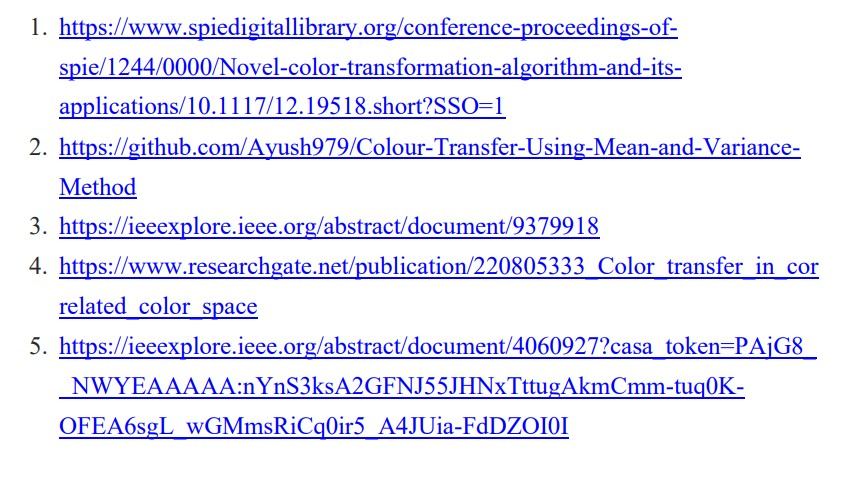 1. https://www.spiedigitallibrary.org/conference-proceedings-of-
spie/1244/0000/Novel-color-transformation-algorithm-and-its-
applications/10.1117/12.19518.short?SSO=1
2. https://github.com/Ayush979/Colour-Transfer-Using-Mean-and-Variance-
Method
3. https://ieeexplore.ieee.org/abstract/document/9379918
4. https://www.researchgate.net/publication/220805333_Color_transfer_in_cor
related_color_space
5. https://ieeexplore.ieee.org/abstract/document/4060927?casa_token=PAjG8_
_NWYEAAAAA:nYnS3ksA2GFNJ55JHNxTttugAkmCmm-tuq0K-
OFEA6sgL_wGMmsRiCq0ir5_A4JUia-FdDZOI0I